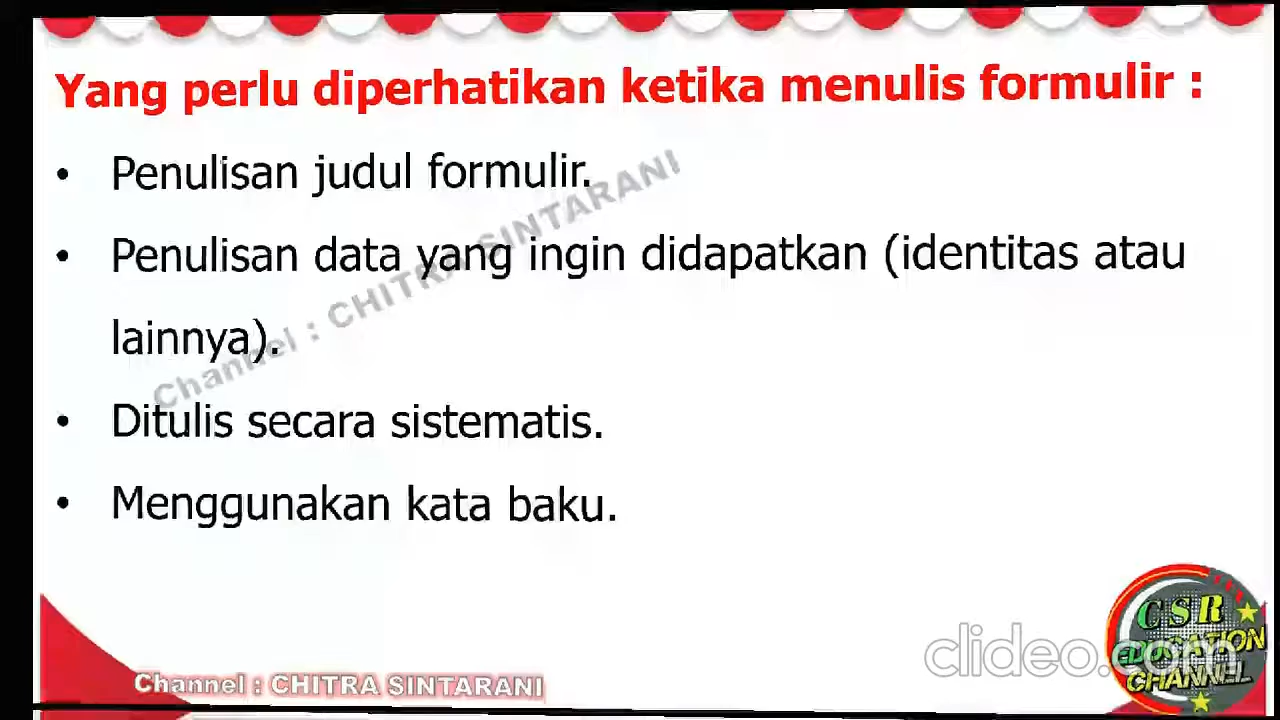 Yang perlu diperhatikan ketika menulis formulir :
• Penulisan judul formulir.
• Penulisan data yang ingin didapatkan (identitas atau
lainnya).
• Ditulis secara sistematis.
• Menggunakan kata baku.
Channel : CHITRA SINTARANI
Channel : CHITRA SINTARANI
clideo.com
CSR
EDUCATION
CHANNEL